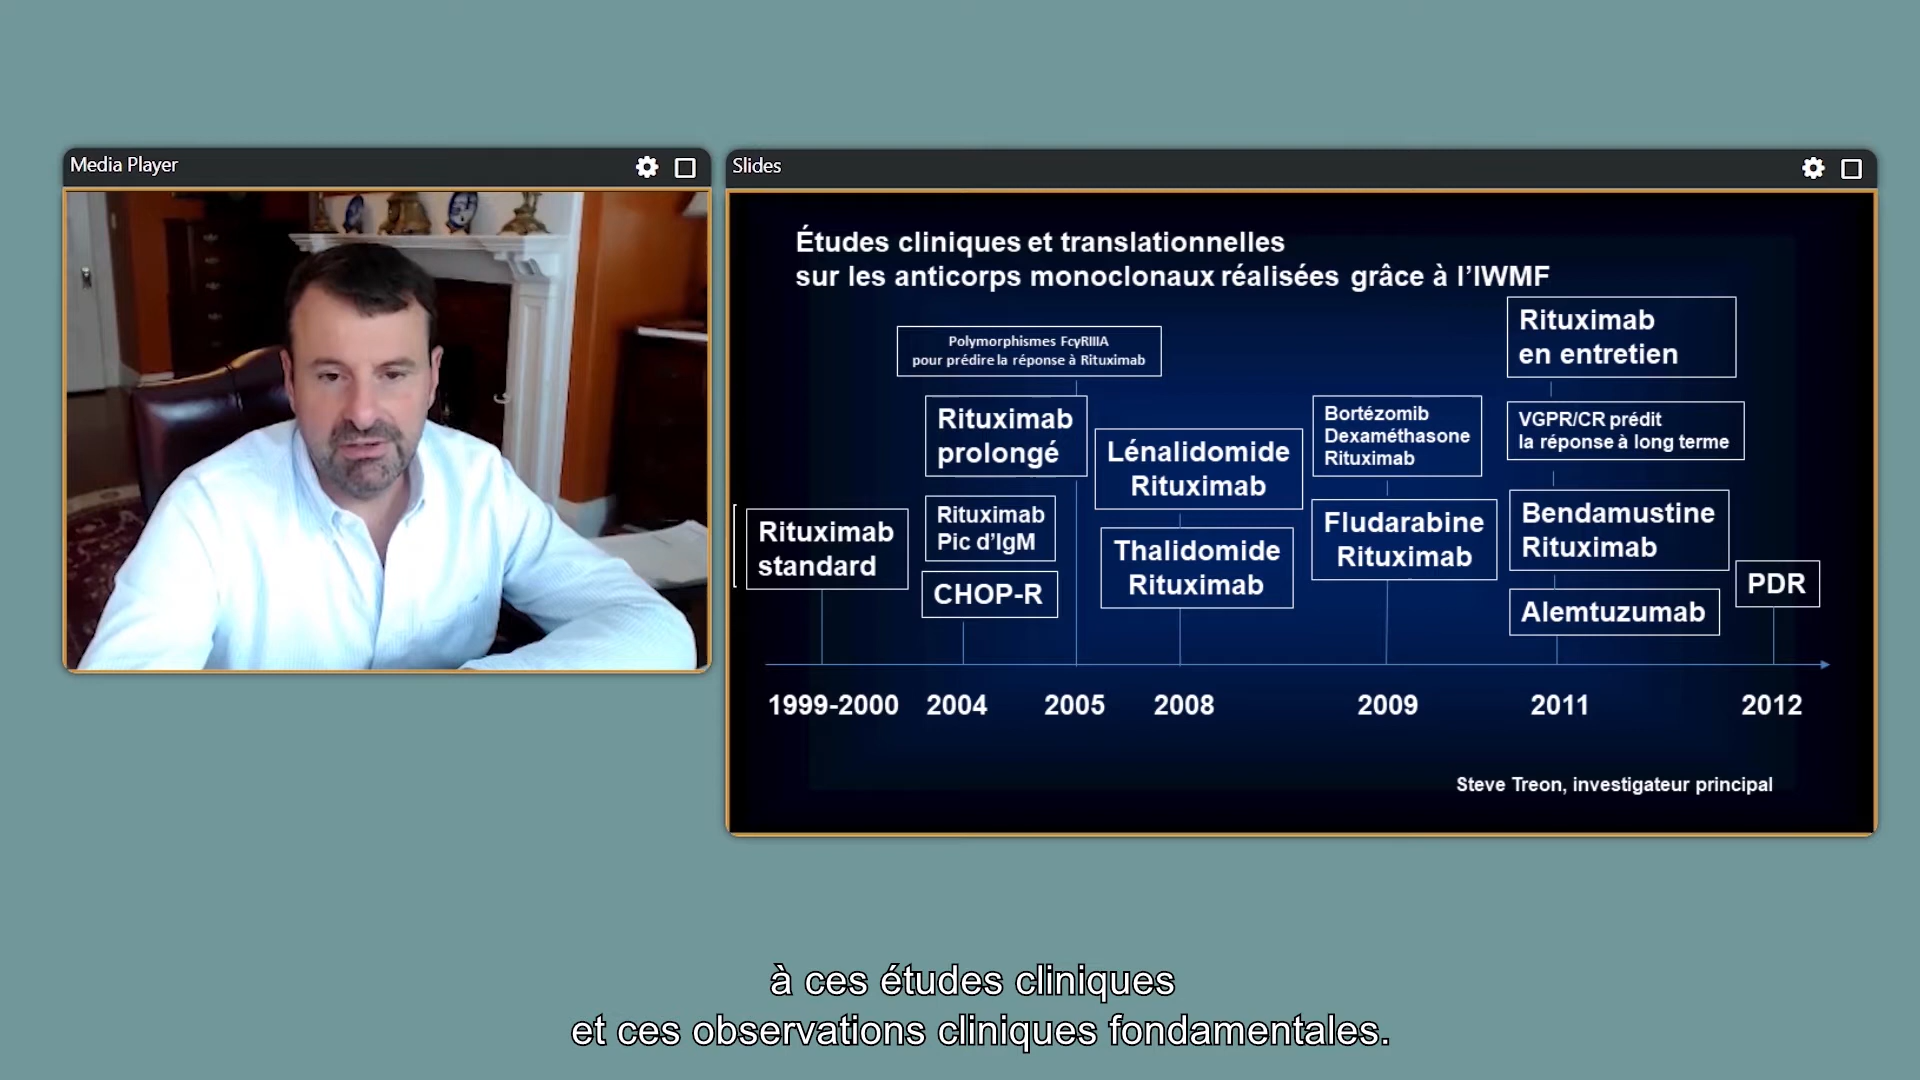 Media Player
Slides
Études cliniques et translationnelles
sur les anticorps monoclonaux réalisées grâce à l’IWMF
Polymorphismes FcγRIIIA
pour prédire la réponse à Rituximab
Rituximab
prolongé
Rituximab
Pic d’IgM
CHOP-R
Rituximab
standard
Lénalidomide
Rituximab
Thalidomide
Rituximab
Bortézomib
Dexaméthasone
Rituximab
Fludarabine
Rituximab
Rituximab
en entretien
VGPR/CR prédit
la réponse à long terme
Bendamustine
Rituximab
Alemtuzumab
PDR
1999-2000 2004 2005 2008 2009 2011 2012
Steve Treon, investigateur principal
à ces études cliniques
et ces observations cliniques fondamentales.